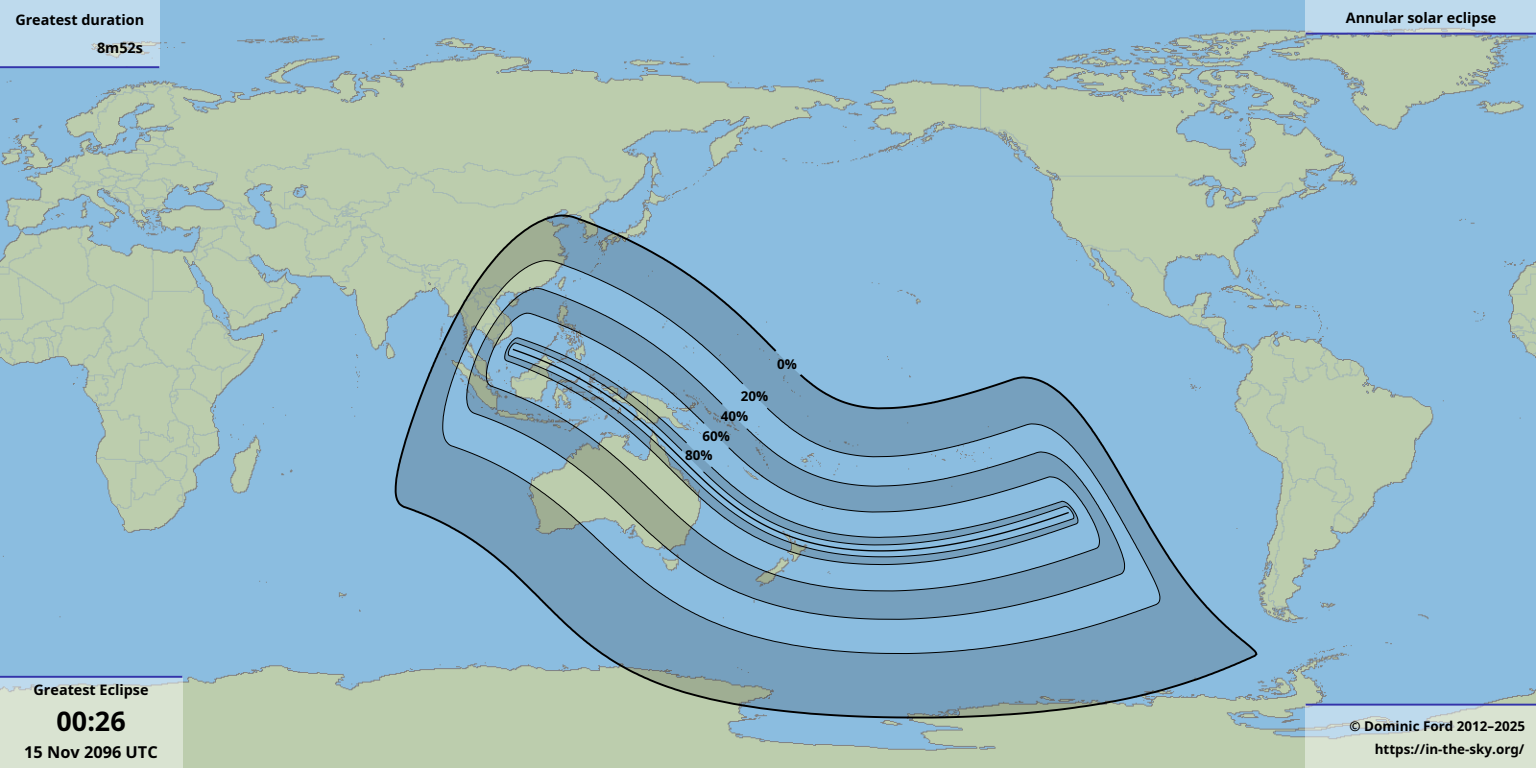 Greatest duration
8m52s
Annular solar eclipse
0%
20%
40%
60%
80%
Greatest Eclipse
00:26
15 Nov 2096 UTC
© Dominic Ford 2012–2025
https://in-the-sky.org/